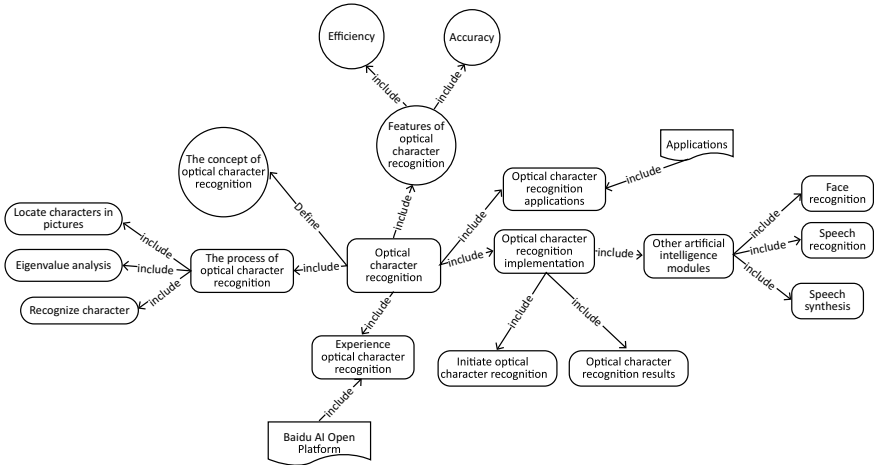 Efficiency
Accuracy
include
include
Features of
optical
character
recognition
Applications
The concept of
optical character
recognition
include
Optical character
recognition
applications
Face
recognition
include
Define
include
include
Locate characters in
pictures
include
Optical character
recognition
implementation
Speech
recognition
include
The process of
optical character
recognition
Optical
character
recognition
include
include
Other artificial
intelligence
modules
include
Eigenvalue analysis
include
include
include
Speech
synthesis
Recognize character
include
include
include
include
Experience
optical character
recognition
Initiate optical
character recognition
Optical character
recognition results
include
Baidu AI Open
Platform